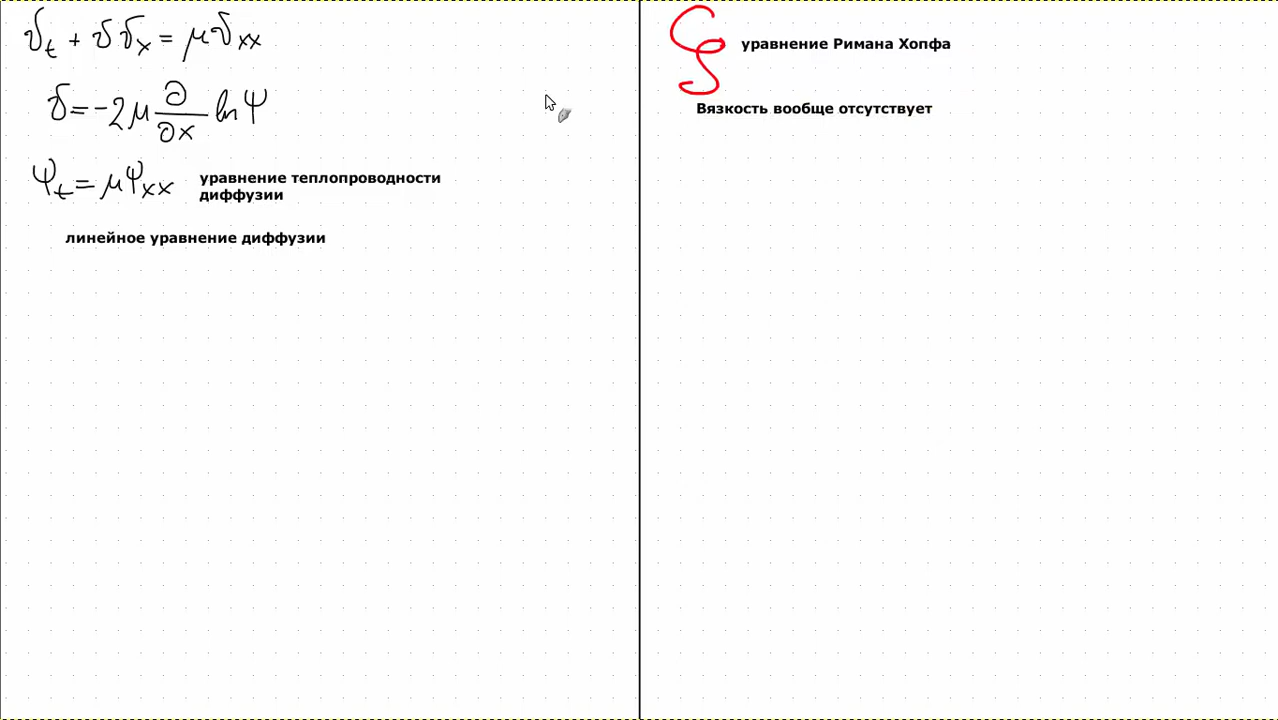 𝑣_t + 𝑣 𝑣_x = μ 𝑣_xx
𝑣 = -2μ ∂/∂x ln Ψ
Ψ_t = μ Ψ_xx
уравнение теплопроводности
диффузии
линейное уравнение диффузии
§ уравнение Римана Хопфа
Вязкость вообще отсутствует